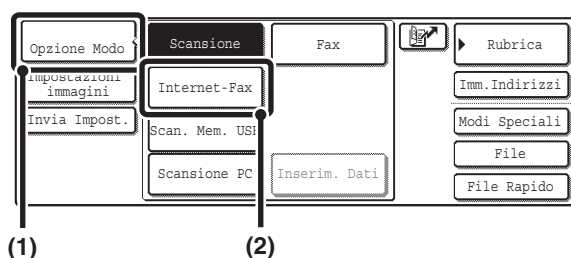 Opzione Modo
Scansione
Fax
Rubrica
Impostazioni
immagini
Internet-Fax
Imm.Indirizzi
Invia Impost.
Scan. Mem. USB
Modi Speciali
File
Scansione PC
Inserim. Dati
File Rapido
(1)
(2)